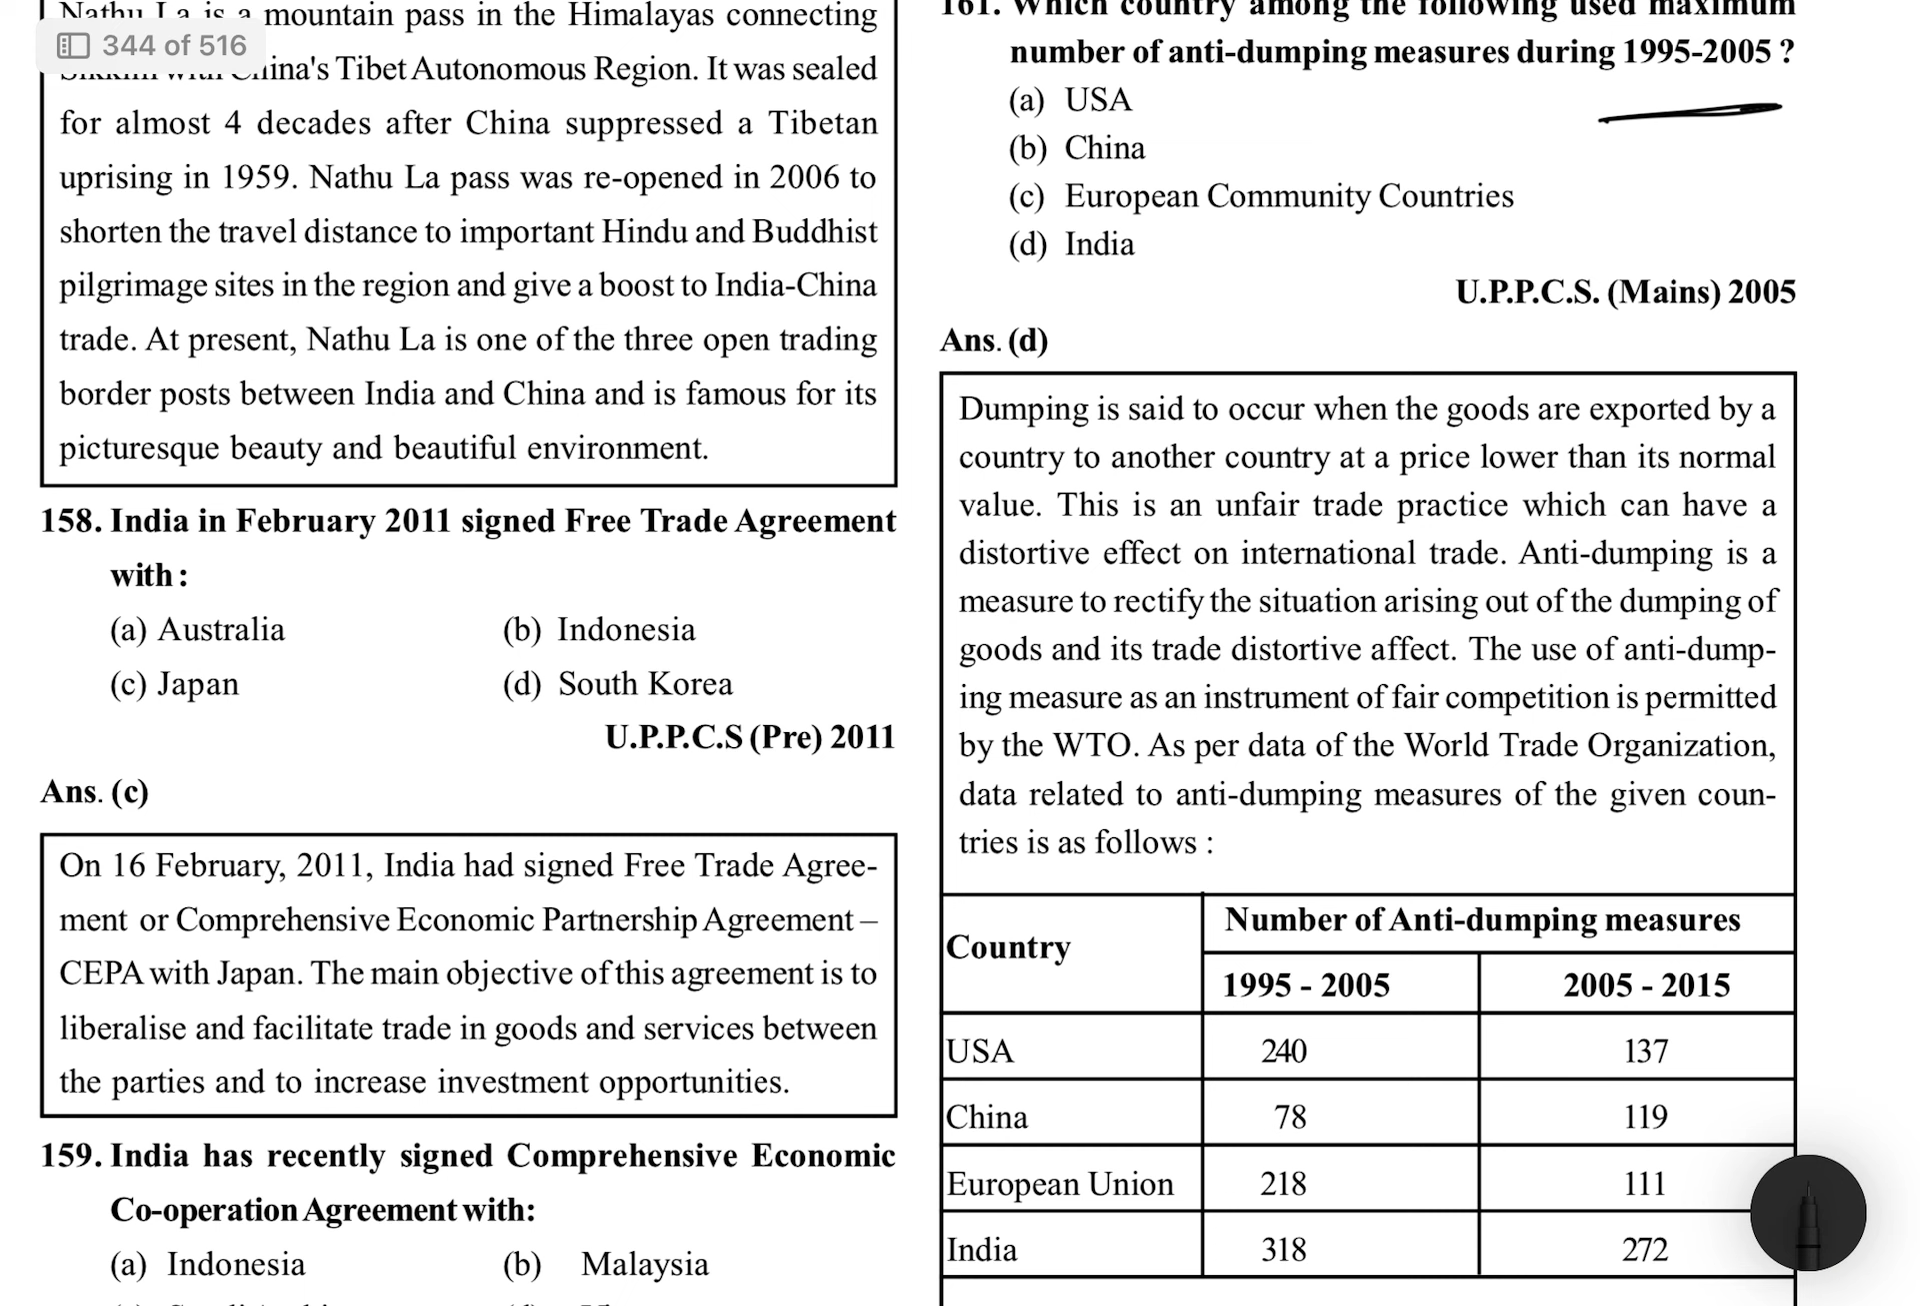 Nathu La is a mountain pass in the Himalayas connecting
344 of 516
China's Tibet Autonomous Region. It was sealed
for almost 4 decades after China suppressed a Tibetan
uprising in 1959. Nathu La pass was re-opened in 2006 to
shorten the travel distance to important Hindu and Buddhist
pilgrimage sites in the region and give a boost to India-China
trade. At present, Nathu La is one of the three open trading
border posts between India and China and is famous for its
picturesque beauty and beautiful environment.
158. India in February 2011 signed Free Trade Agreement
with :
(a) Australia (b) Indonesia
(c) Japan (d) South Korea
U.P.P.C.S (Pre) 2011
Ans. (c)
On 16 February, 2011, India had signed Free Trade Agree-
ment or Comprehensive Economic Partnership Agreement –
CEPA with Japan. The main objective of this agreement is to
liberalise and facilitate trade in goods and services between
the parties and to increase investment opportunities.
159. India has recently signed Comprehensive Economic
Co-operation Agreement with:
(a) Indonesia (b) Malaysia
161. Which country among the following used maximum
number of anti-dumping measures during 1995-2005 ?
(a) USA
(b) China
(c) European Community Countries
(d) India
U.P.P.C.S. (Mains) 2005
Ans. (d)
Dumping is said to occur when the goods are exported by a
country to another country at a price lower than its normal
value. This is an unfair trade practice which can have a
distortive effect on international trade. Anti-dumping is a
measure to rectify the situation arising out of the dumping of
goods and its trade distortive affect. The use of anti-dump-
ing measure as an instrument of fair competition is permitted
by the WTO. As per data of the World Trade Organization,
data related to anti-dumping measures of the given coun-
tries is as follows :
Country Number of Anti-dumping measures
1995 - 2005 2005 - 2015
USA 240 137
China 78 119
European Union 218 111
India 318 272